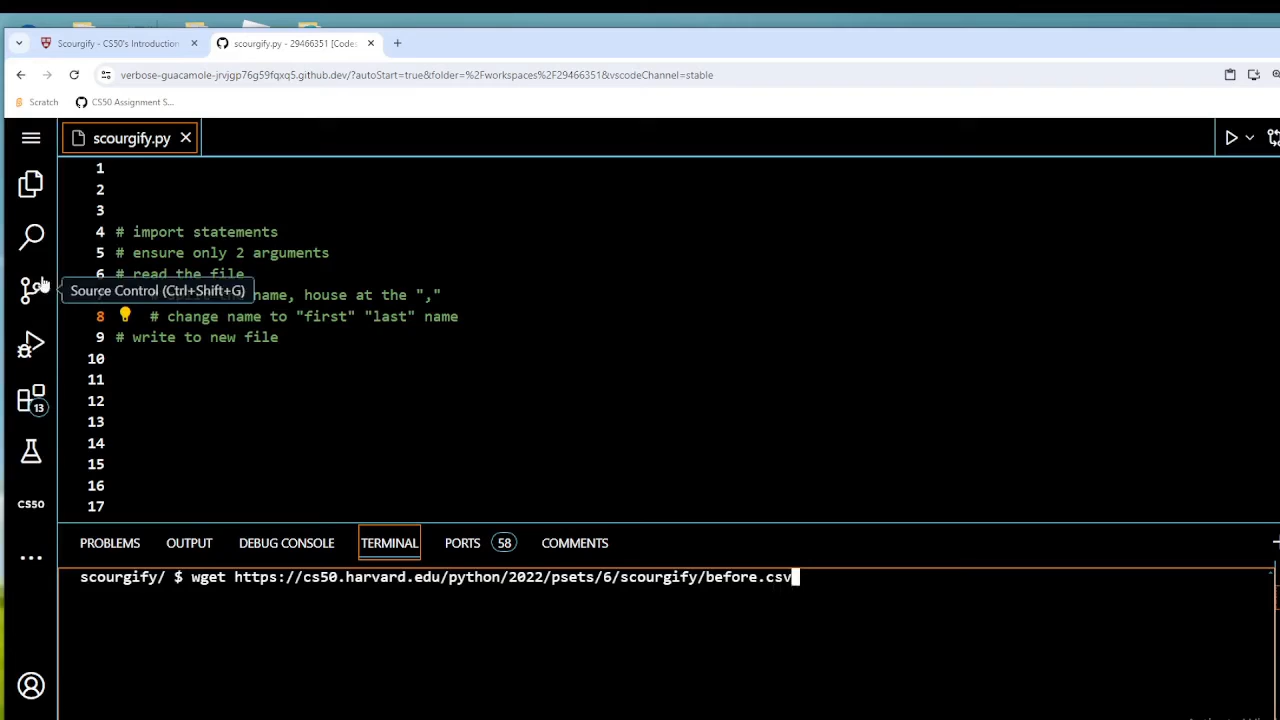 Scourgify - CS50's Introduction
scourgify.py - 29466351 [Code
verbose-guacamole-jrvjgp76g59fqxq5.github.dev/?autoStart=true&folder=%2Fworkspaces%2F29466351&vscodeChannel=stable
Scratch
CS50 Assignment S...
scourgify.py
1
2
3
4 # import statements
5 # ensure only 2 arguments
6 # read the file
Source Control (Ctrl+Shift+G)
name, house at the ","
8 # change name to "first" "last" name
9 # write to new file
10
11
12
13
14
15
16
17
13
CS50
PROBLEMS OUTPUT DEBUG CONSOLE TERMINAL PORTS 58 COMMENTS
scourgify/ $ wget https://cs50.harvard.edu/python/2022/psets/6/scourgify/before.csv